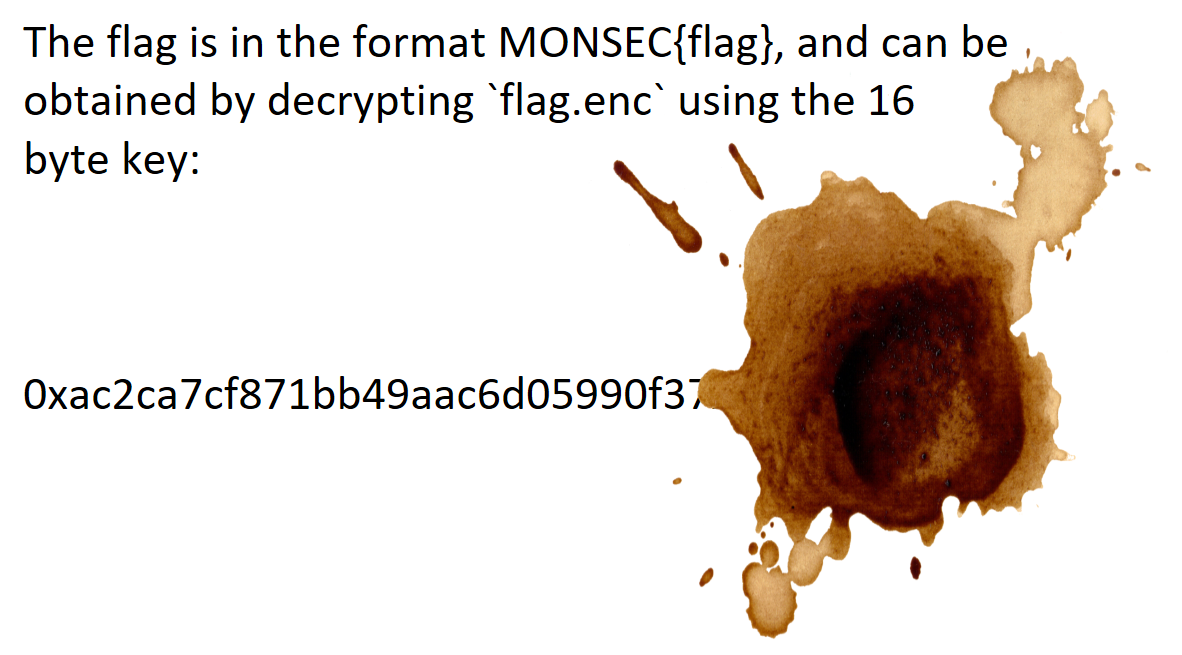 The flag is in the format MONSEC{flag}, and can be
obtained by decrypting `flag.enc` using the 16
byte key:
0xac2ca7cf871bb49aac6d05990f37